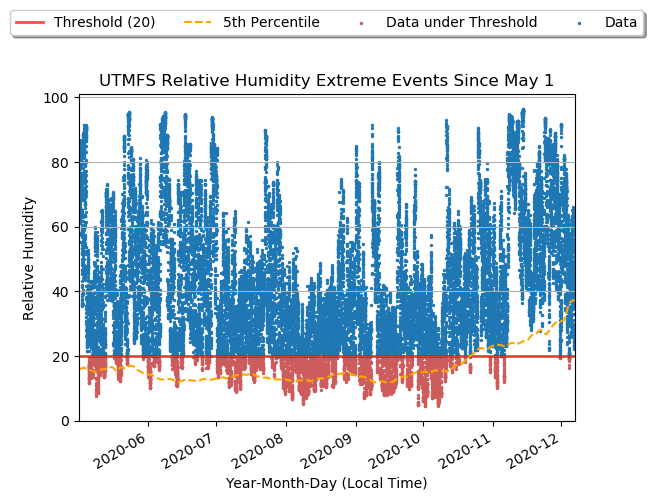 Threshold (20) 5th Percentile Data under Threshold Data
UTMFS Relative Humidity Extreme Events Since May 1
100
80
60
40
20
0
Relative Humidity
2020-06 2020-07 2020-08 2020-09 2020-10 2020-11 2020-12
Year-Month-Day (Local Time)